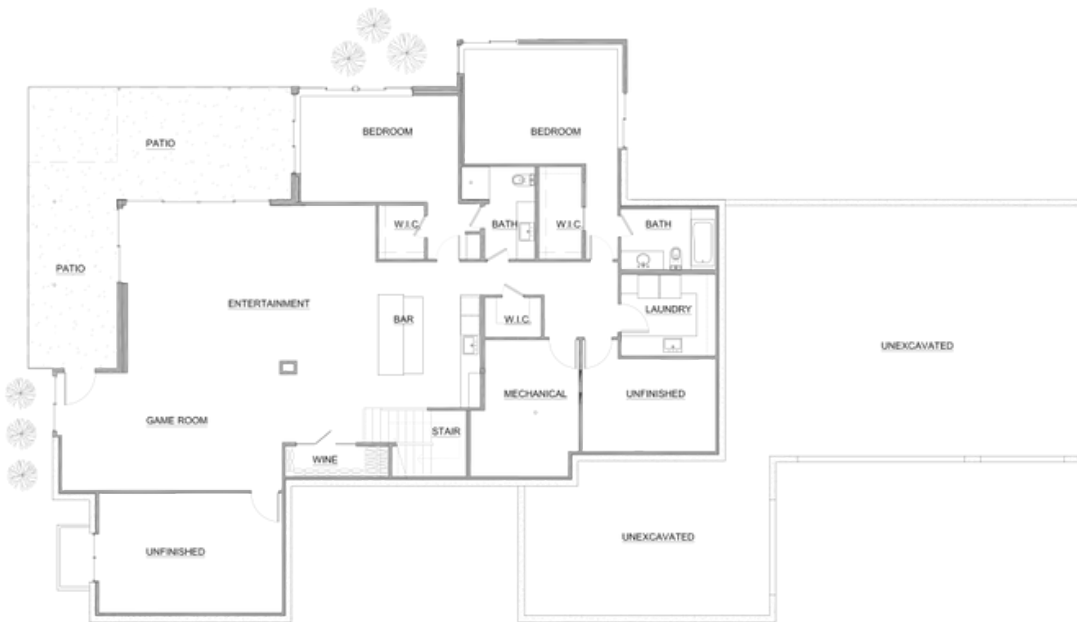 BEDROOM
BEDROOM
PATIO
W.I.C.
BATH
W.I.C.
BATH
PATIO
ENTERTAINMENT
BAR
W.I.C.
LAUNDRY
UNEXCAVATED
MECHANICAL
UNFINISHED
GAME ROOM
STAIR
WINE
UNEXCAVATED
UNFINISHED